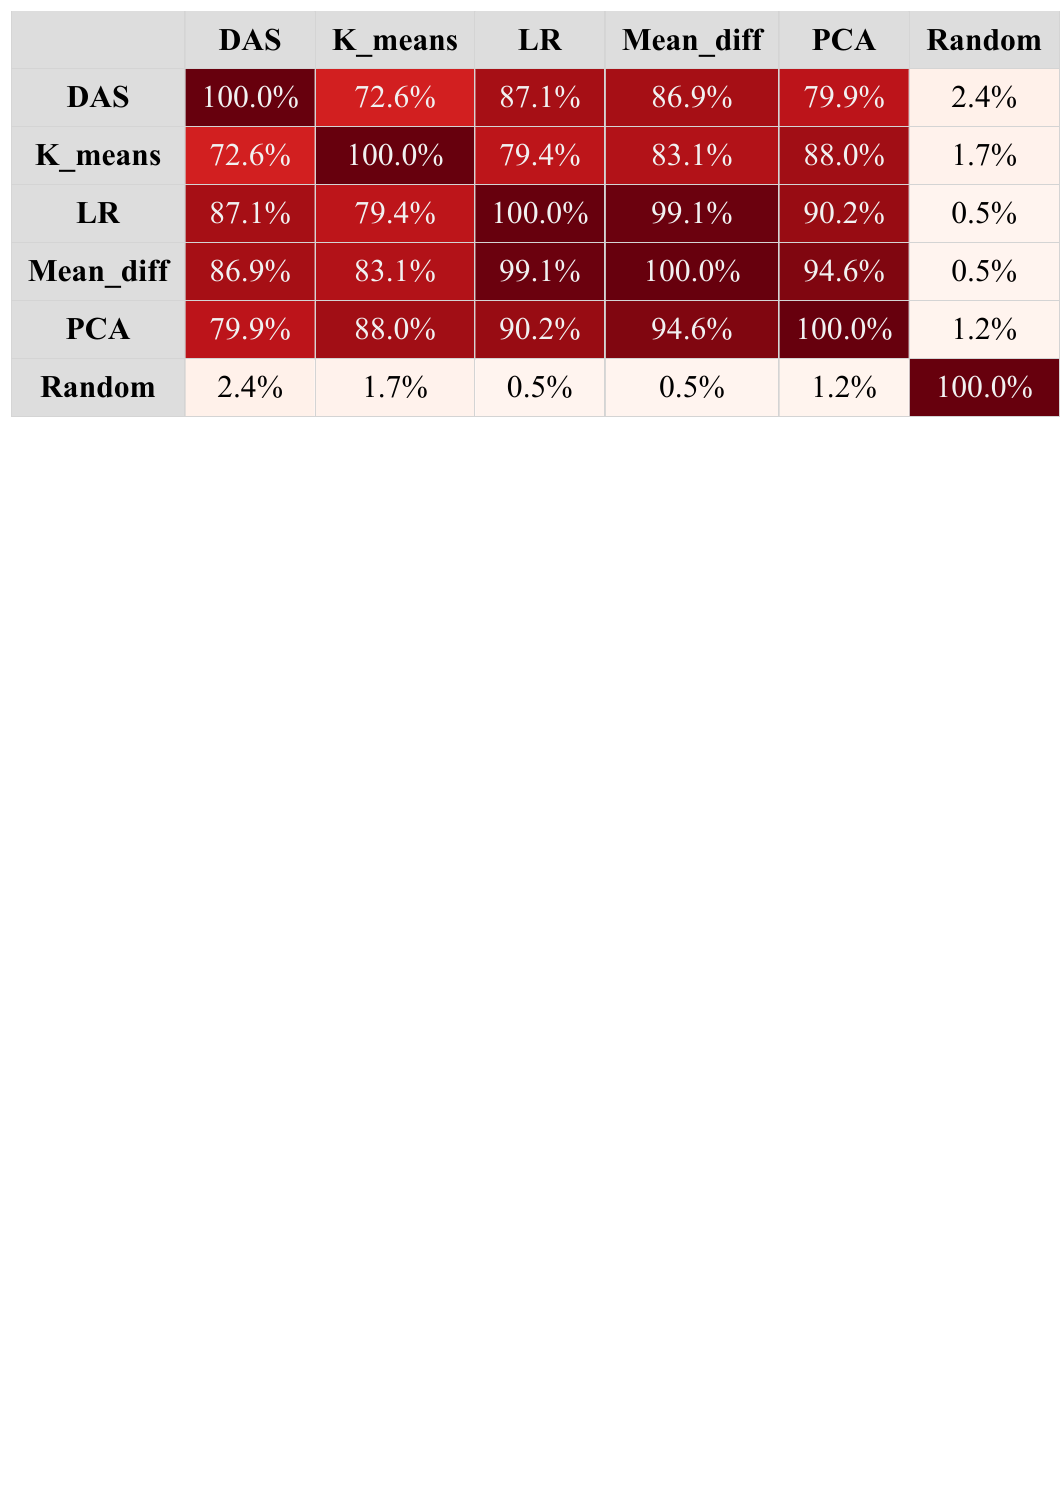 DAS K_means LR Mean_diff PCA Random
DAS 100.0% 72.6% 87.1% 86.9% 79.9% 2.4%
K_means 72.6% 100.0% 79.4% 83.1% 88.0% 1.7%
LR 87.1% 79.4% 100.0% 99.1% 90.2% 0.5%
Mean_diff 86.9% 83.1% 99.1% 100.0% 94.6% 0.5%
PCA 79.9% 88.0% 90.2% 94.6% 100.0% 1.2%
Random 2.4% 1.7% 0.5% 0.5% 1.2% 100.0%